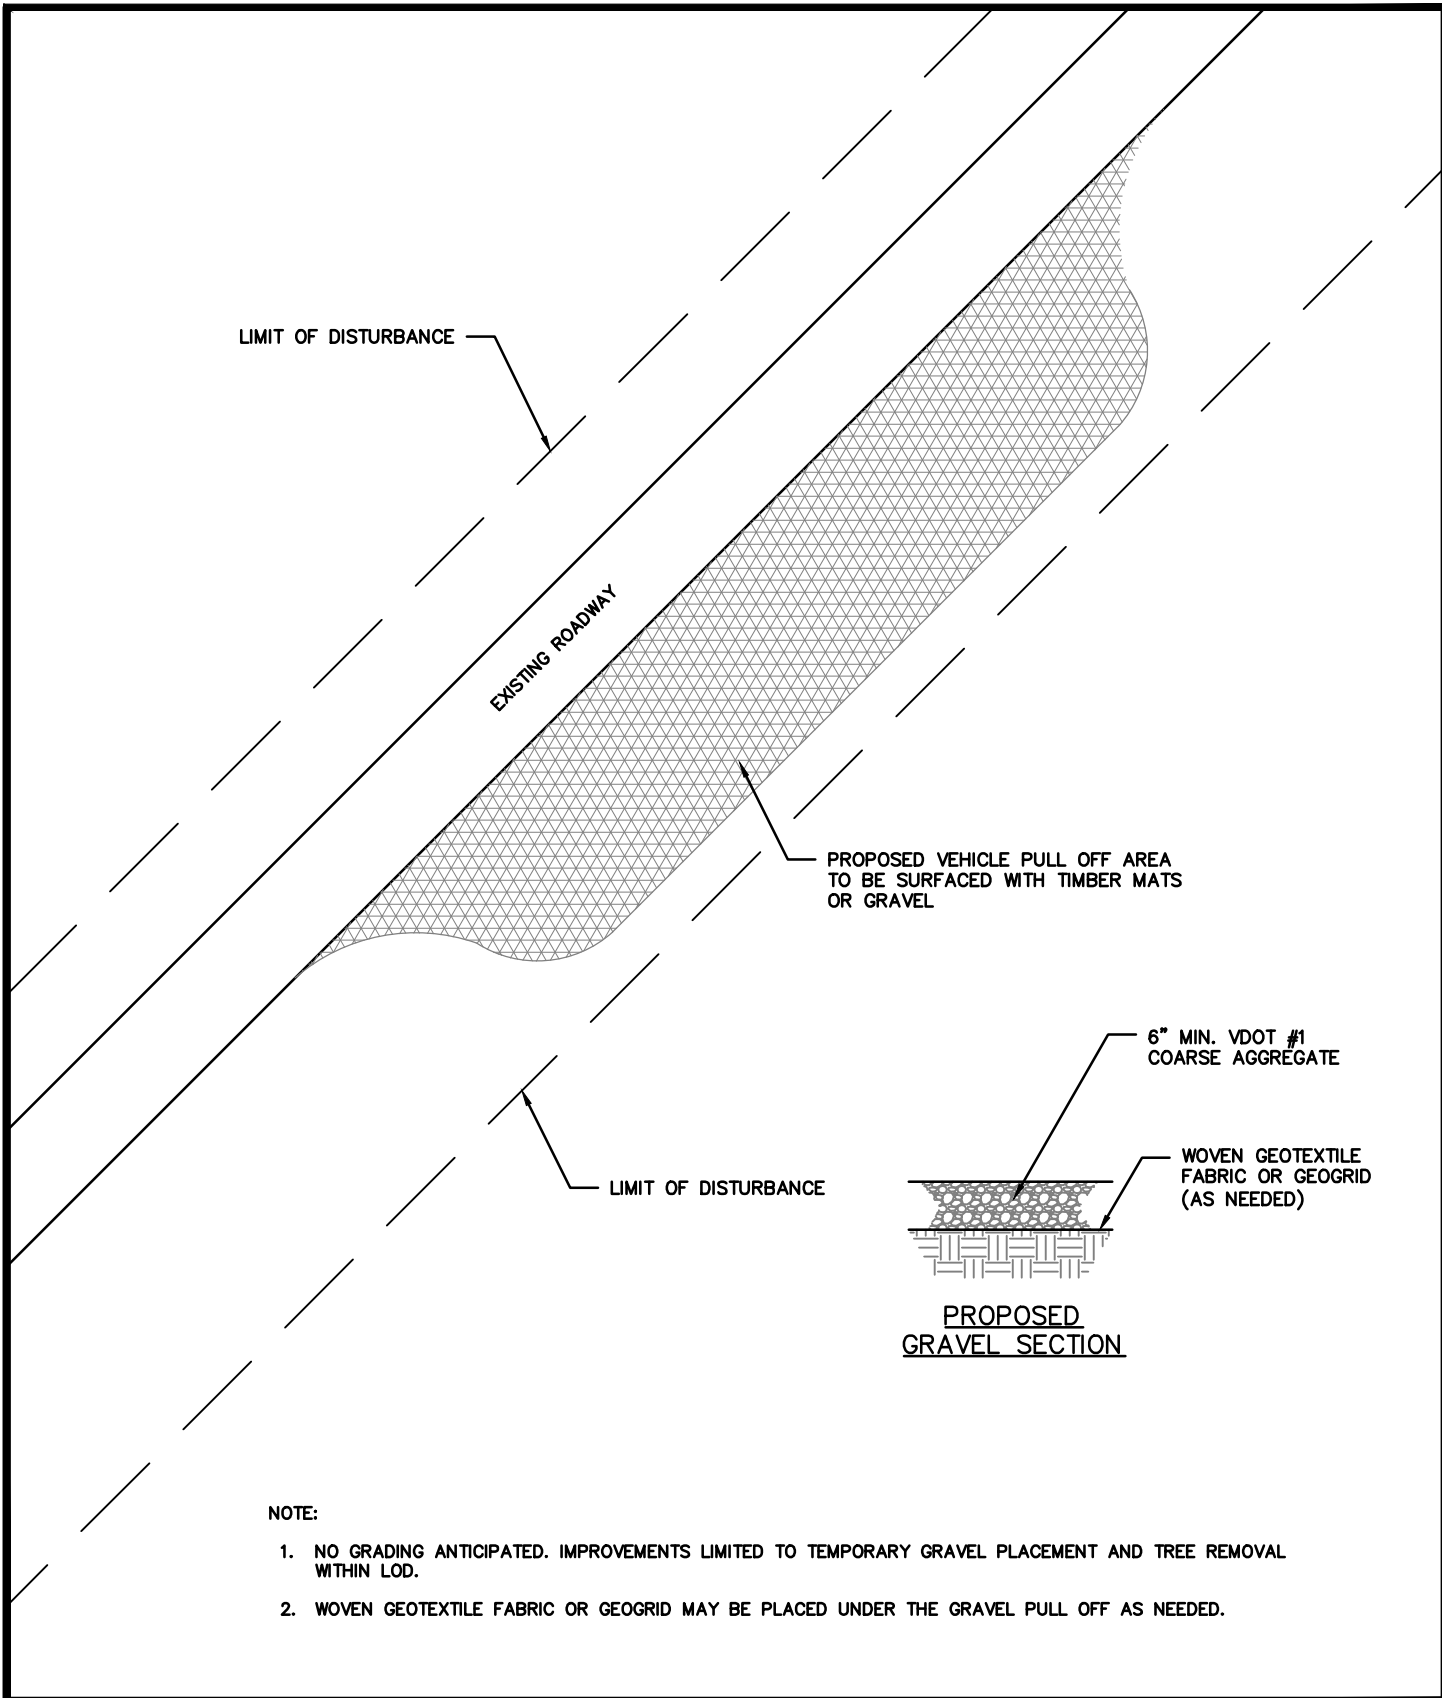 LIMIT OF DISTURBANCE
EXISTING ROADWAY
PROPOSED VEHICLE PULL OFF AREA
TO BE SURFACED WITH TIMBER MATS
OR GRAVEL
6" MIN. VDOT #1
COARSE AGGREGATE
WOVEN GEOTEXTILE
FABRIC OR GEOGRID
(AS NEEDED)
LIMIT OF DISTURBANCE
PROPOSED
GRAVEL SECTION
NOTE:
1. NO GRADING ANTICIPATED. IMPROVEMENTS LIMITED TO TEMPORARY GRAVEL PLACEMENT AND TREE REMOVAL
WITHIN LOD.
2. WOVEN GEOTEXTILE FABRIC OR GEOGRID MAY BE PLACED UNDER THE GRAVEL PULL OFF AS NEEDED.